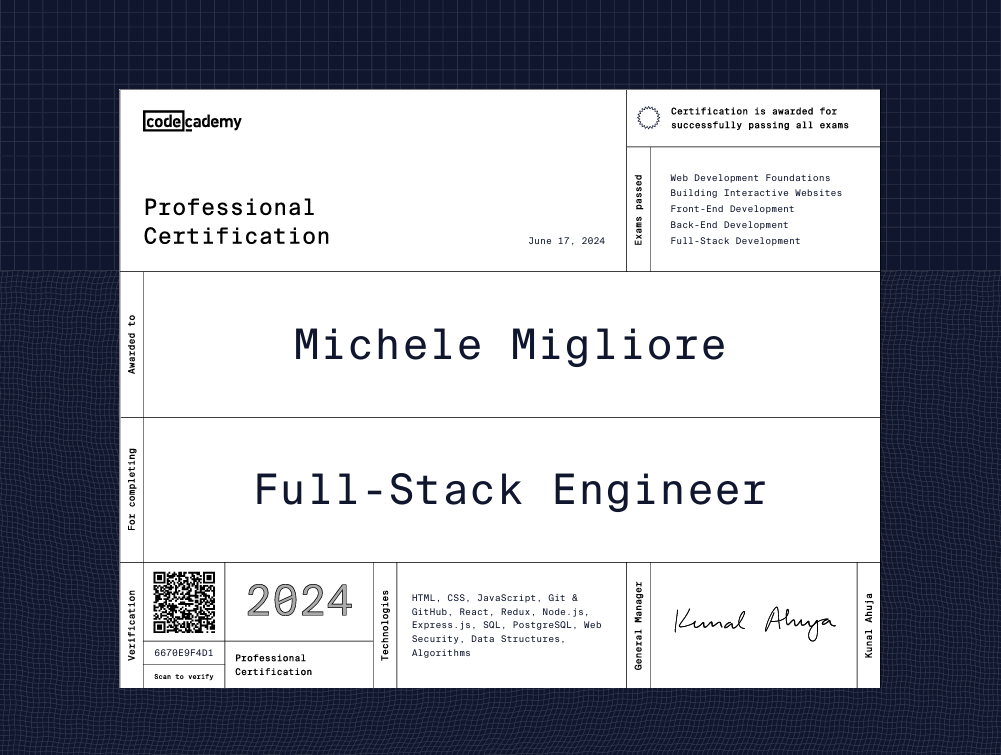 codecademy
Certification is awarded for
successfully passing all exams
Professional
Certification
June 17, 2024
Exams passed
Web Development Foundations
Building Interactive Websites
Front-End Development
Back-End Development
Full-Stack Development
Awarded to
Michele Migliore
For completing
Full-Stack Engineer
Verification
6670E9F4D1
Scan to verify
2024
Professional
Certification
Technologies
HTML, CSS, JavaScript, Git &
GitHub, React, Redux, Node.js,
Express.js, SQL, PostgreSQL, Web
Security, Data Structures,
Algorithms
General Manager
Kunal Ahuja
Kunal Ahuja